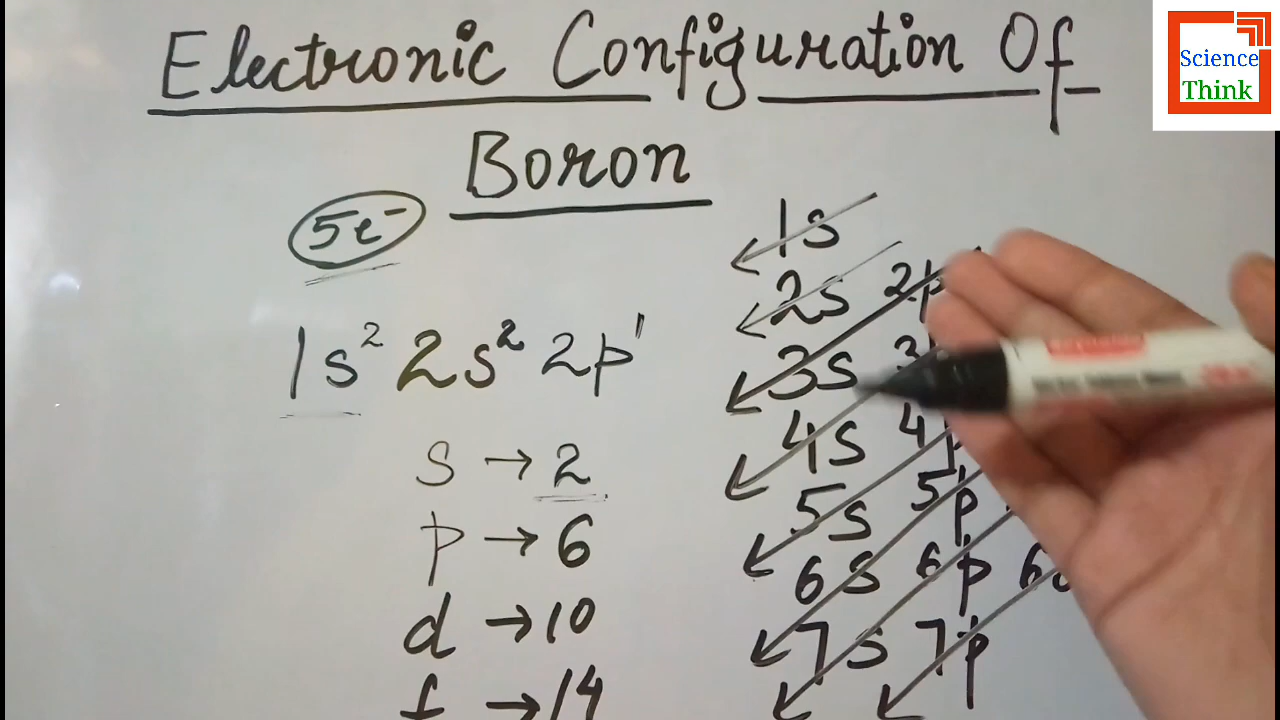 Electronic Configuration Of
Boron
Science
Think
5e⁻
1s² 2s² 2p¹
s → 2
p → 6
d → 10
f → 14
1s
2s 2p
3s
4s 4p
5s 5p
6s 6p
7s 7p